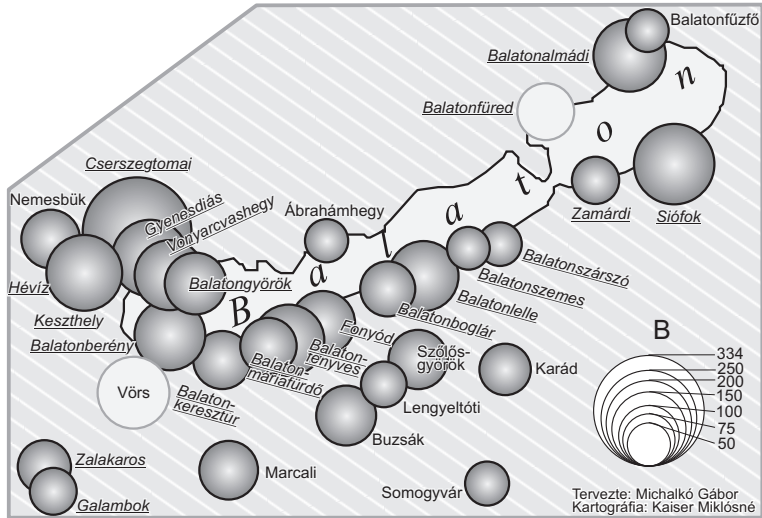 Balatonfűzfő
Balatonalmádi
Balatonfüred
Cserszegtomai
Nemesbük
Gyenesdiás
Vonyarcvashegy
Ábrahámhegy
Zamárdi
Siófok
Hévíz
Balatongyörök
Balatonszárszó
Balatonszemes
Balatonlelle
Balatonboglár
Keszthely
Balatonberény
B a l a t o n
Fonyód
Balaton-
fenyves
Balaton-
máriafürdő
Szőlős-
györök
Karád
Vörs
Balaton-
keresztúr
Lengyeltóti
Buzsák
Zalakaros
Galambok
Marcali
Somogyvár
B
334
250
200
150
100
75
50
Tervezte: Michalkó Gábor
Kartográfia: Kaiser Miklósné